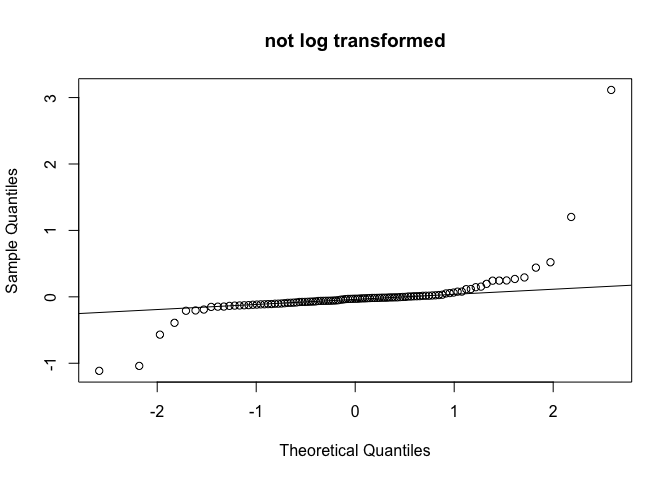 not log transformed
Sample Quantiles
3
2
1
0
-1
-2 -1 0 1 2
Theoretical Quantiles